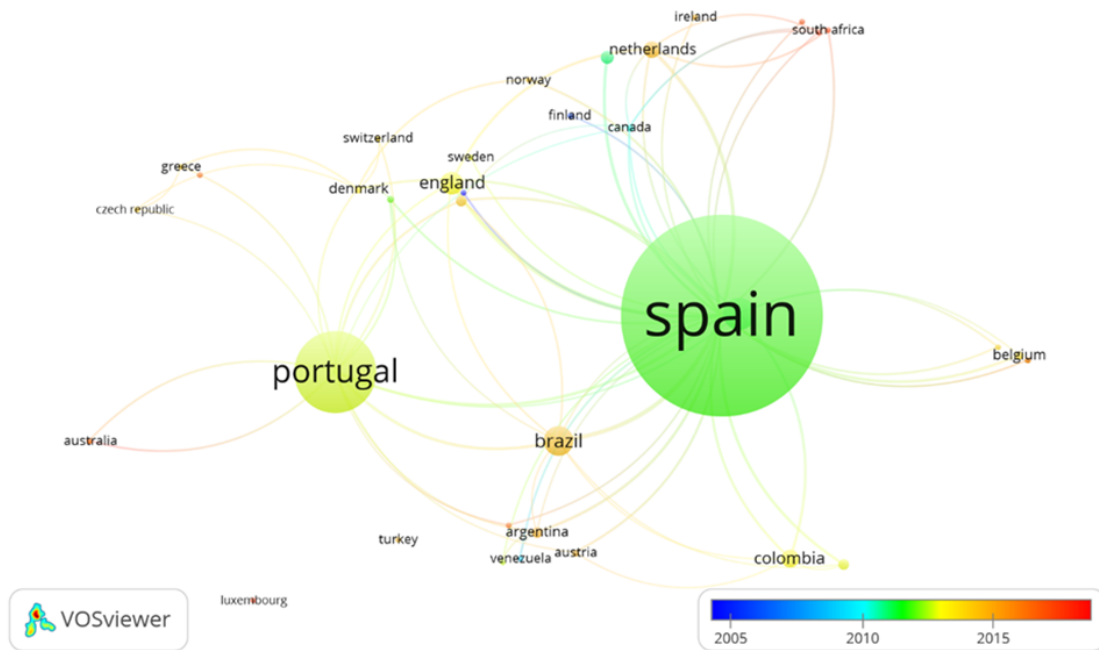 ireland
south africa
netherlands
norway
finland
canada
switzerland
sweden
greece
denmark
england
czech republic
spain
belgium
portugal
australia
brazil
argentina
turkey
venezuela
austria
colombia
luxembourg
VOSviewer
2005
2010
2015